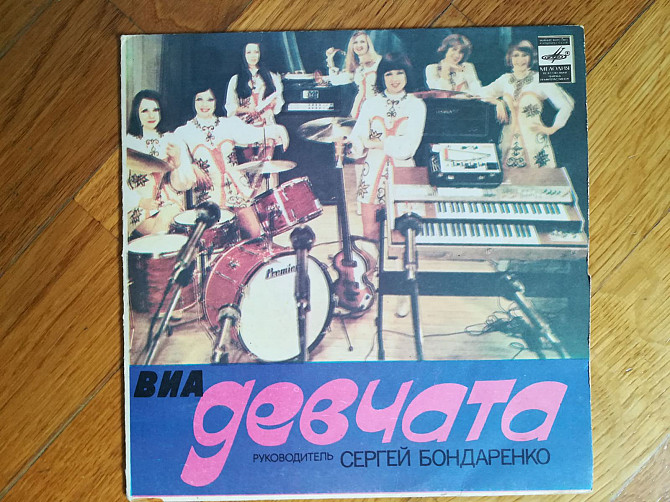 МЕЛОДИЯ
Premier
ВИА
девчата
РУКОВОДИТЕЛЬ СЕРГЕЙ БОНДАРЕНКО